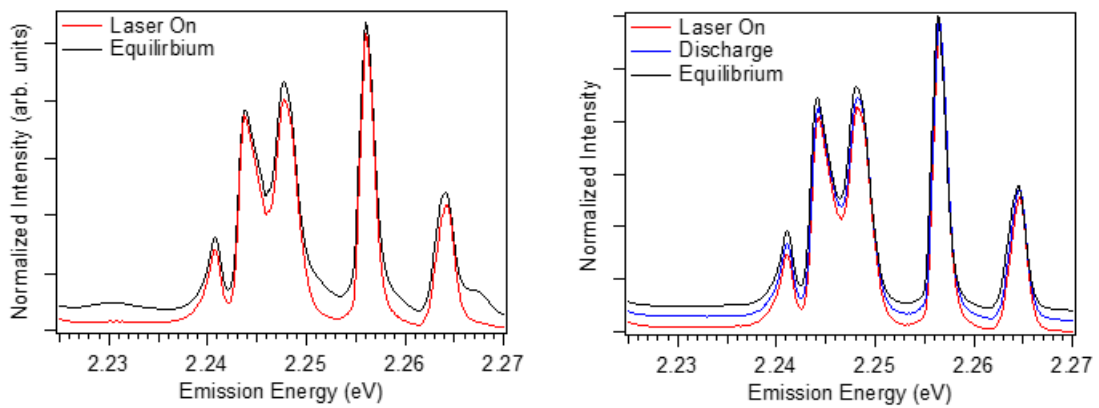 Laser On
Equilirbium
Normalized Intensity (arb. units)
2.23 2.24 2.25 2.26 2.27
Emission Energy (eV)
Laser On
Discharge
Equilibrium
Normalized Intensity
2.23 2.24 2.25 2.26 2.27
Emission Energy (eV)